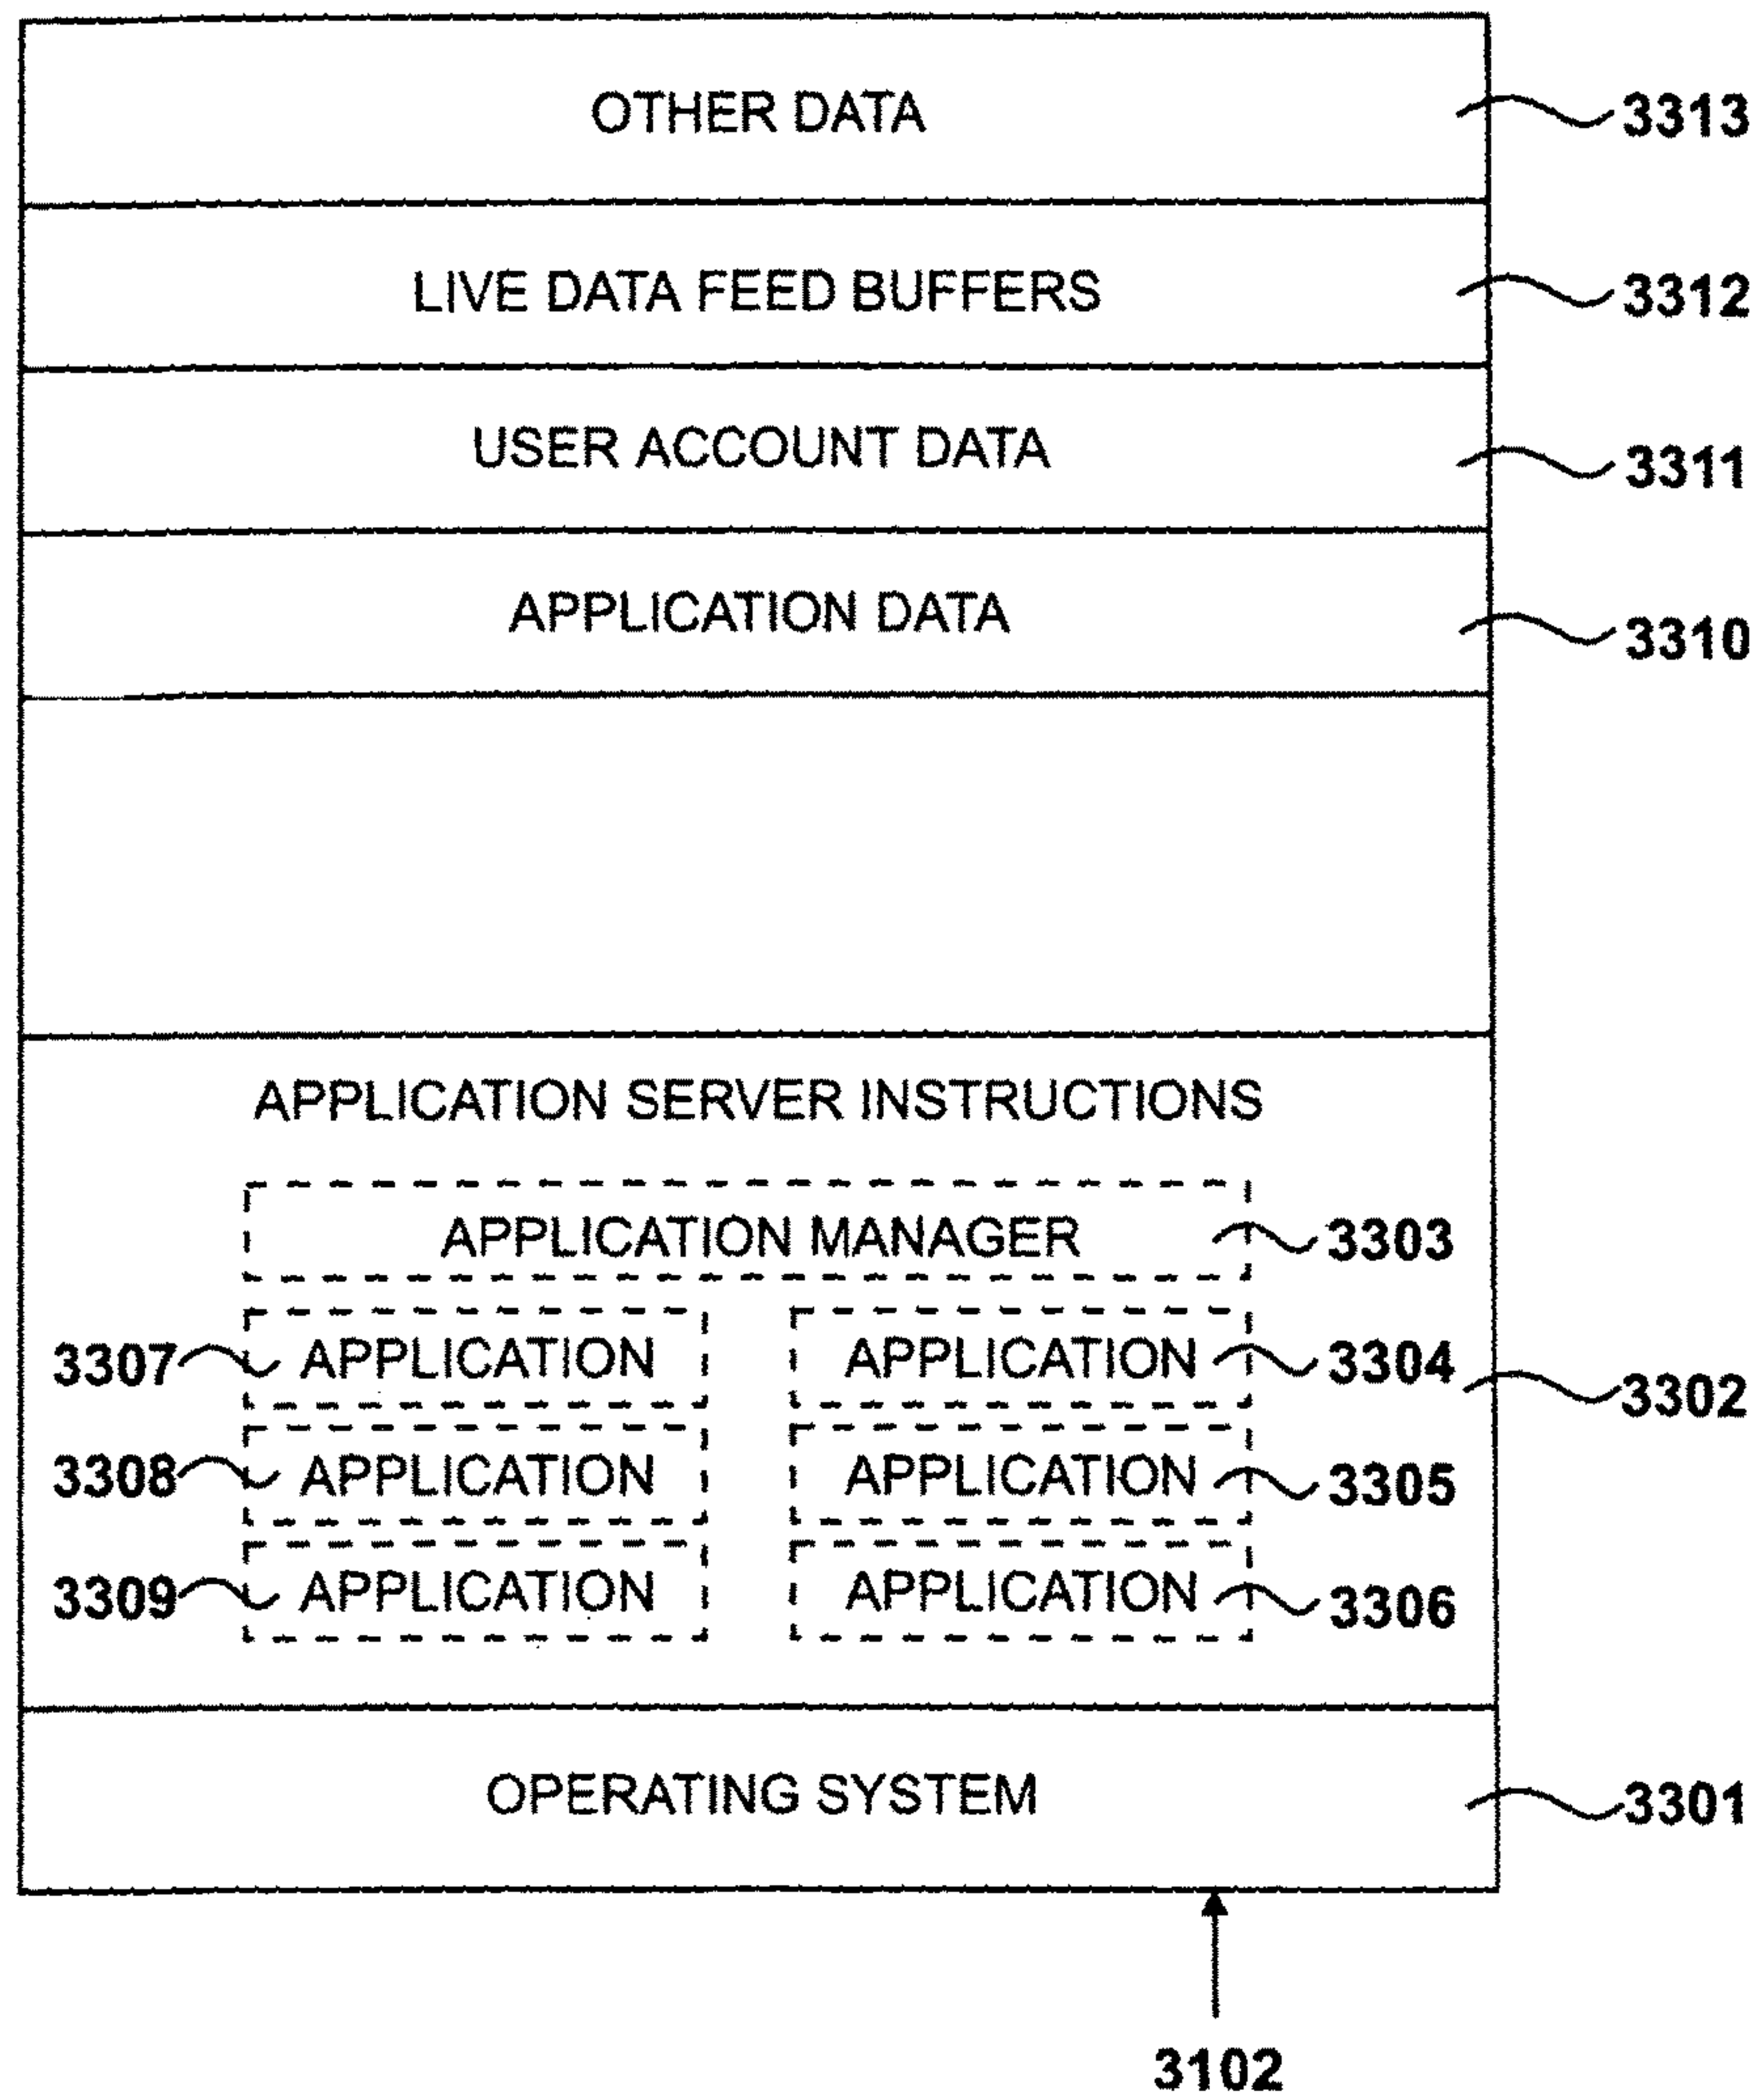 OTHER DATA 3313
LIVE DATA FEED BUFFERS 3312
USER ACCOUNT DATA 3311
APPLICATION DATA 3310
APPLICATION SERVER INSTRUCTIONS
APPLICATION MANAGER 3303
3307 APPLICATION APPLICATION 3304
3302
3308 APPLICATION APPLICATION 3305
3309 APPLICATION APPLICATION 3306
OPERATING SYSTEM 3301
3102